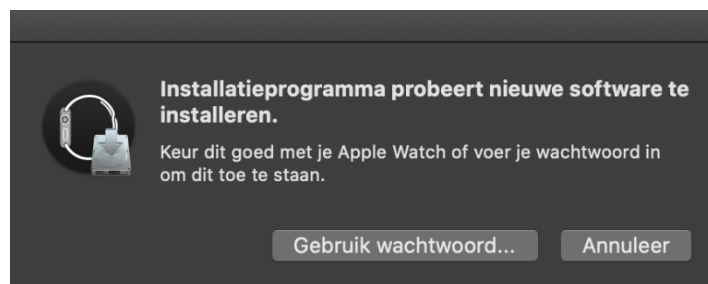 Installatieprogramma probeert nieuwe software te
installeren.
Keur dit goed met je Apple Watch of voer je wachtwoord in
om dit toe te staan.
Gebruik wachtwoord...
Annuleer